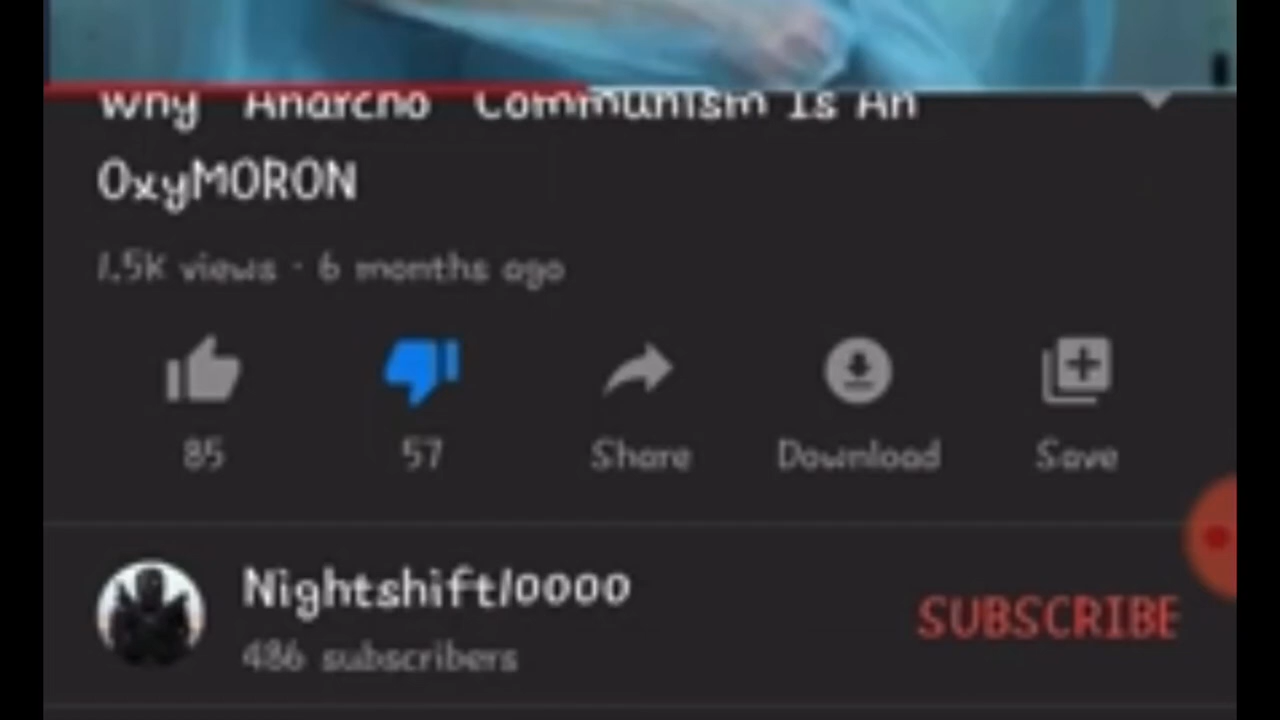 Why "Anarcho" Communism Is An
OxyMORON
1.5K views · 6 months ago
85
57
Share
Download
Save
Nightshift10000
486 subscribers
SUBSCRIBE